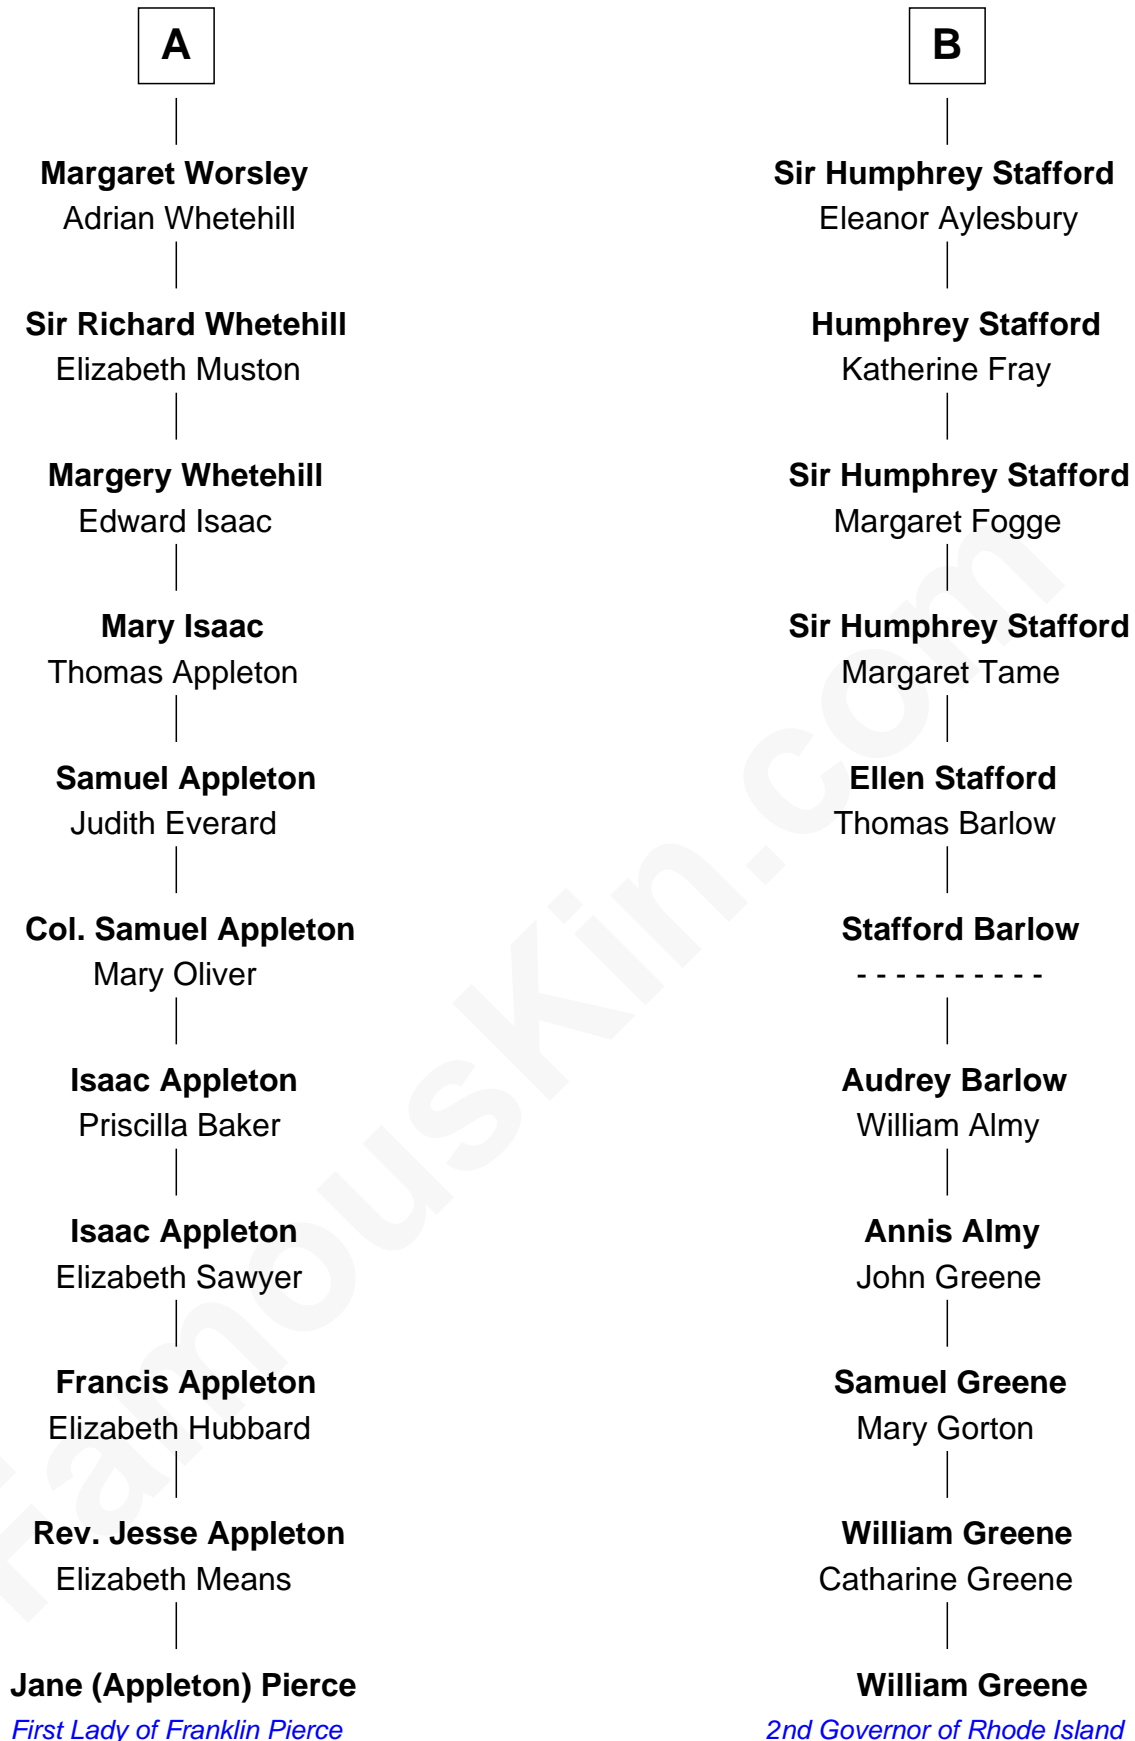 A
Margaret Worsley
Adrian Whetehill
Sir Richard Whetehill
Elizabeth Muston
Margery Whetehill
Edward Isaac
Mary Isaac
Thomas Appleton
Samuel Appleton
Judith Everard
Col. Samuel Appleton
Mary Oliver
Isaac Appleton
Priscilla Baker
Isaac Appleton
Elizabeth Sawyer
Francis Appleton
Elizabeth Hubbard
Rev. Jesse Appleton
Elizabeth Means
Jane (Appleton) Pierce
First Lady of Franklin Pierce
B
Sir Humphrey Stafford
Eleanor Aylesbury
Humphrey Stafford
Katherine Fray
Sir Humphrey Stafford
Margaret Fogge
Sir Humphrey Stafford
Margaret Tame
Ellen Stafford
Thomas Barlow
Stafford Barlow
- - - - - - - - - -
Audrey Barlow
William Almy
Annis Almy
John Greene
Samuel Greene
Mary Gorton
William Greene
Catharine Greene
William Greene
2nd Governor of Rhode Island
FamousKin.com